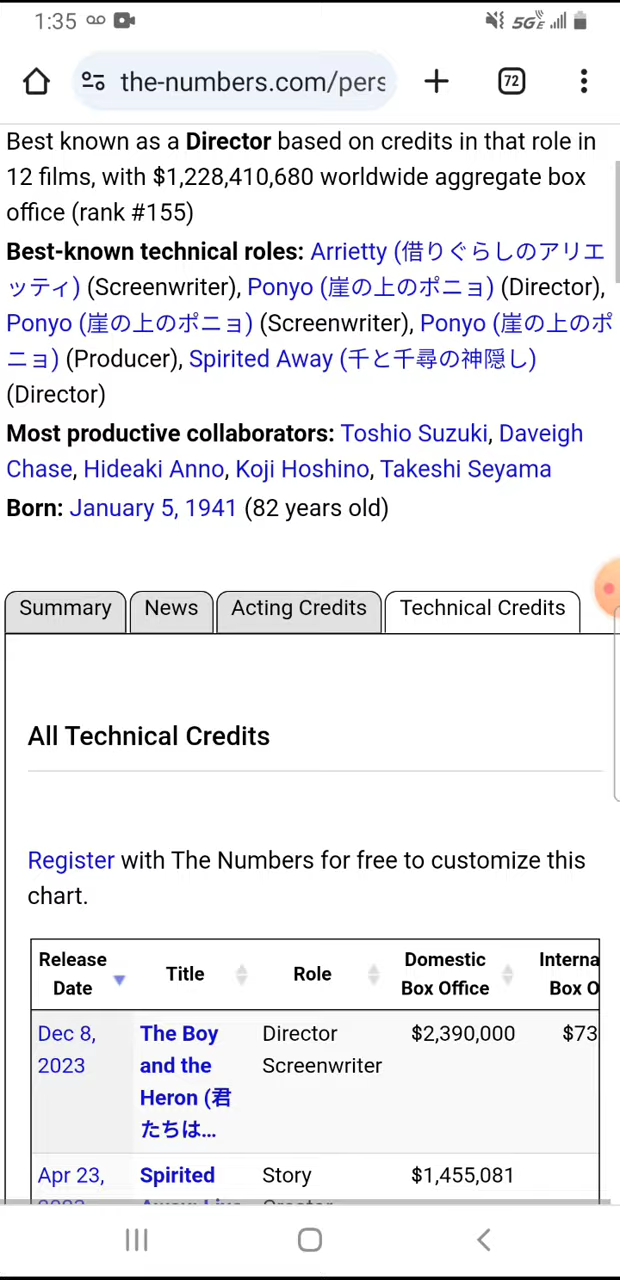 1:35
5GE
the-numbers.com/pers
72
Best known as a Director based on credits in that role in
12 films, with $1,228,410,680 worldwide aggregate box
office (rank #155)
Best-known technical roles: Arrietty (借りぐらしのアリエ
ッティ) (Screenwriter), Ponyo (崖の上のポニョ) (Director),
Ponyo (崖の上のポニョ) (Screenwriter), Ponyo (崖の上のポ
ニョ) (Producer), Spirited Away (千と千尋の神隠し)
(Director)
Most productive collaborators: Toshio Suzuki, Daveigh
Chase, Hideaki Anno, Koji Hoshino, Takeshi Seyama
Born: January 5, 1941 (82 years old)
Summary News Acting Credits Technical Credits
All Technical Credits
Register with The Numbers for free to customize this
chart.
Release Date Title Role Domestic Box Office Interna Box O
Dec 8, The Boy Director $2,390,000 $73
2023 and the Screenwriter
Heron (君
たちは...
Apr 23, Spirited Story $1,455,081